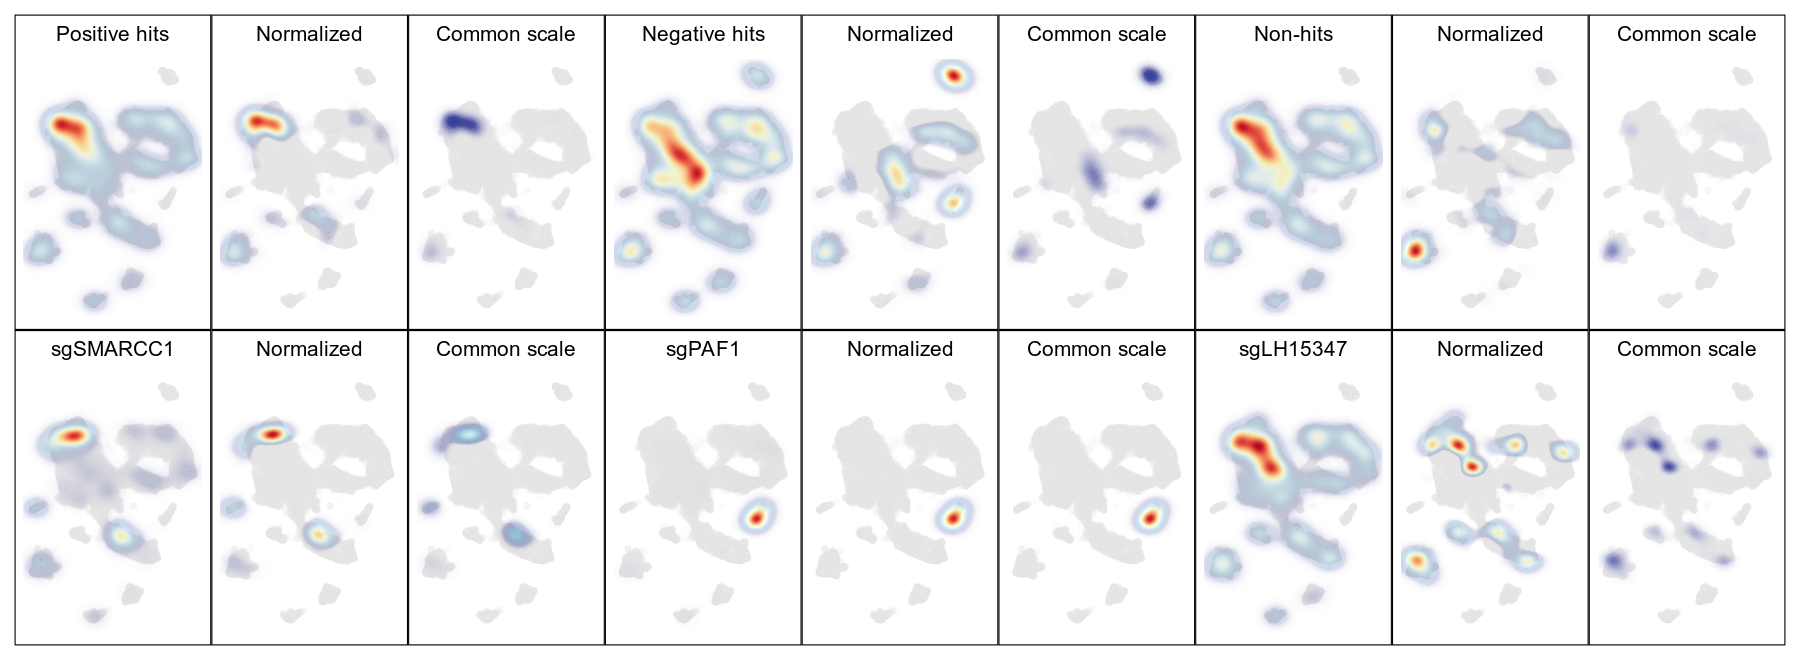 Positive hits Normalized Common scale Negative hits Normalized Common scale Non-hits Normalized Common scale
sgSMARCC1 Normalized Common scale sgPAF1 Normalized Common scale sgLH15347 Normalized Common scale